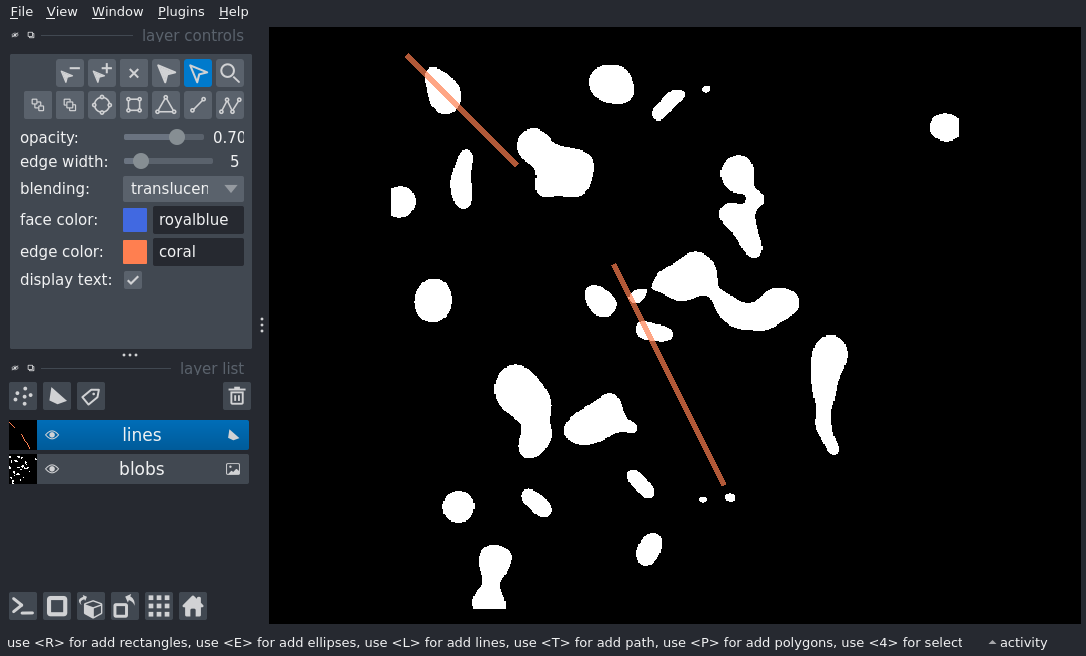 File View Window Plugins Help
layer controls
opacity: 0.70
edge width: 5
blending: translucen
face color: royalblue
edge color: coral
display text:
layer list
lines
blobs
use <R> for add rectangles, use <E> for add ellipses, use <L> for add lines, use <T> for add path, use <P> for add polygons, use <4> for select activity